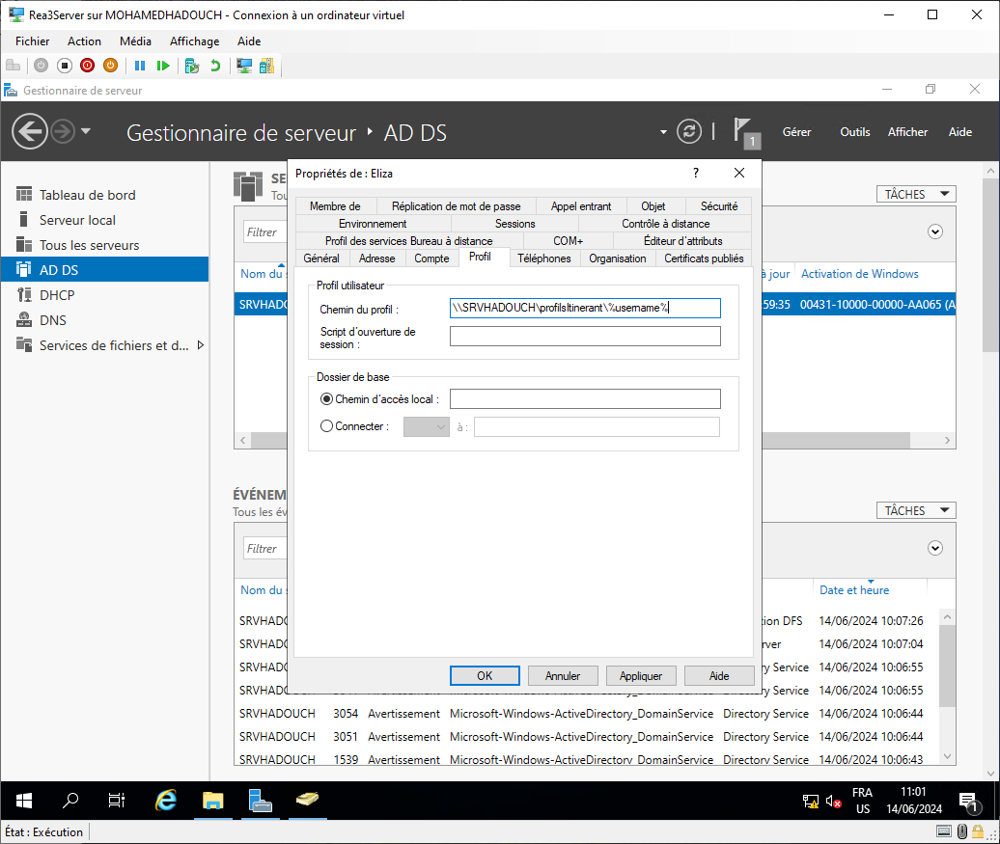 Rea3Server sur MOHAMEDHADOUCH - Connexion à un ordinateur virtuel
Fichier Action Média Affichage Aide
Gestionnaire de serveur
Gestionnaire de serveur ‣ AD DS
1
Gérer Outils Afficher Aide
Tableau de bord
Serveur local
Tous les serveurs
AD DS
DHCP
DNS
Services de fichiers et d...
SE
TÂCHES
Filtrer
à jour Activation de Windows
SRVHAD
:59:35 00431-10000-00000-AA065 (A
Propriétés de : Eliza ?
Membre de Réplication de mot de passe Appel entrant Objet Sécurité
Environnement Sessions Contrôle à distance
Profil des services Bureau à distance COM+ Éditeur d'attributs
Général Adresse Compte Profil Téléphones Organisation Certificats publiés
Profil utilisateur
Chemin du profil : \\SRVHADOUCH\profilsItinerant\%username%
Script d'ouverture de
session :
Dossier de base
Chemin d'accès local :
Connecter : à :
OK Annuler Appliquer Aide
ÉVÉNEM
Tous les év
TÂCHES
Filtrer
Date et heure
tion DFS 14/06/2024 10:07:26
rver 14/06/2024 10:07:04
ry Service 14/06/2024 10:06:55
ry Service 14/06/2024 10:06:55
SRVHADOUCH 3054 Avertissement Microsoft-Windows-ActiveDirectory_DomainService Directory Service 14/06/2024 10:06:44
SRVHADOUCH 3051 Avertissement Microsoft-Windows-ActiveDirectory_DomainService Directory Service 14/06/2024 10:06:44
SRVHADOUCH 1539 Avertissement Microsoft-Windows-ActiveDirectory_DomainService Directory Service 14/06/2024 10:06:43
FRA
US
11:01
14/06/2024
1
État : Exécution